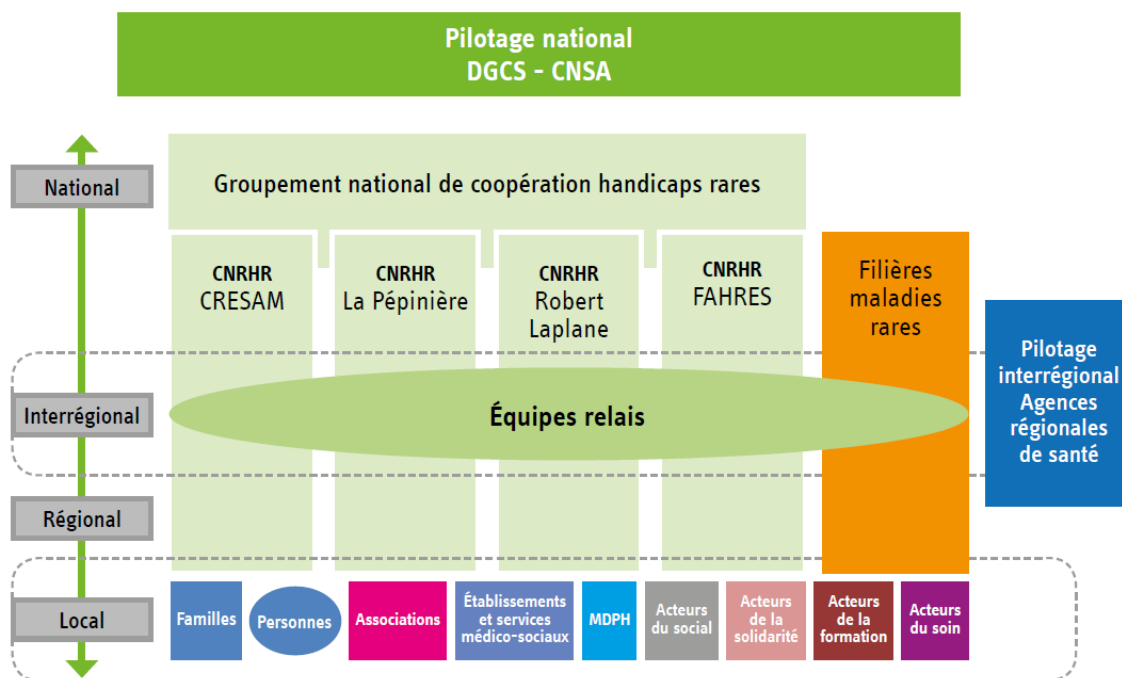 Pilotage national
DGCS - CNSA
National
Groupement national de coopération handicaps rares
CNRHR
CRESAM
CNRHR
La Pépinière
CNRHR
Robert
Laplane
CNRHR
FAHRES
Filières
maladies
rares
Pilotage
interrégional
Agences
régionales
de santé
Interrégional
Équipes relais
Régional
Local
Familles
Personnes
Associations
Établissements
et services
médico-sociaux
MDPH
Acteurs
du social
Acteurs
de la
solidarité
Acteurs
de la
formation
Acteurs
du soin